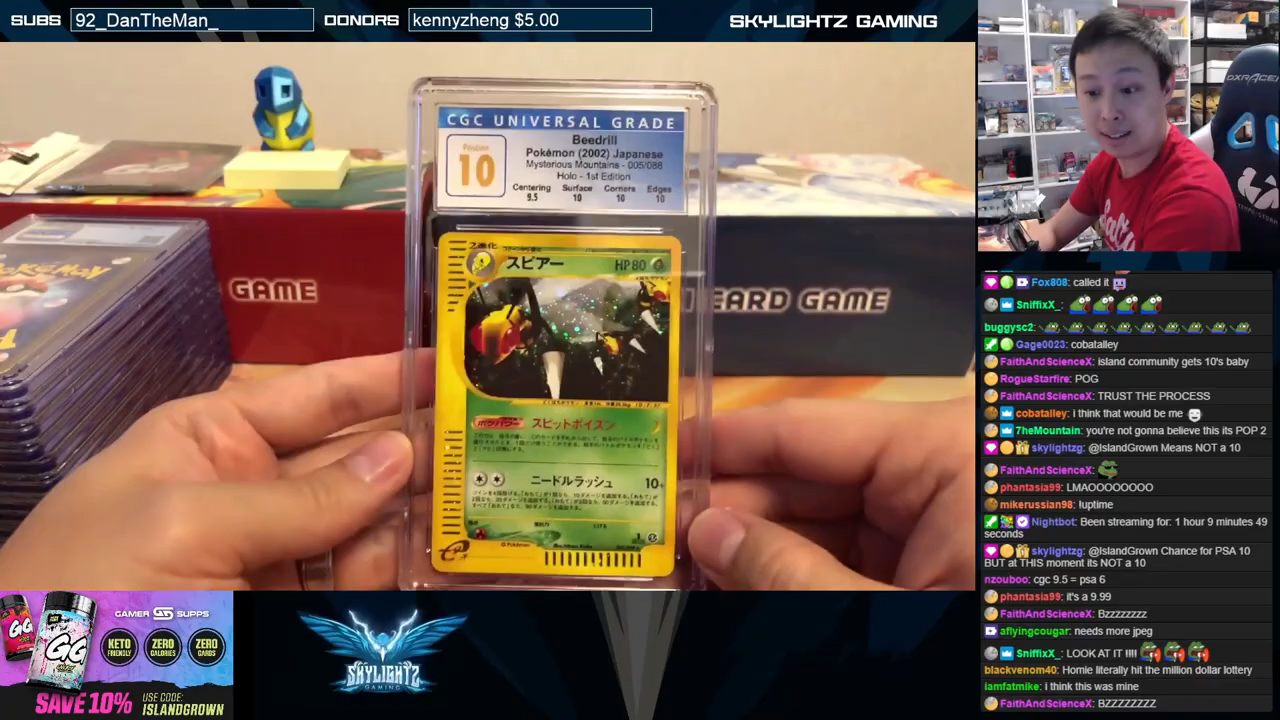 SUBS 92_DanTheMan_ DONORS kennyzheng $5.00 SKYLIGHTZ GAMING
CGC UNIVERSAL GRADE
Pristine
10
Beedrill
Pokémon (2002) Japanese
Mysterious Mountains - 005/088
Holo - 1st Edition
Centering Surface Corners Edges
9.5 10 10 10
スピアー HP80
スピットポイズン
ニードルラッシュ 10+
GAME
CARD GAME
DXRACER
GAMER SUPPS
GG
KETO FRIENDLY
ZERO CALORIES
ZERO CARBS
SAVE 10% USE CODE: ISLANDGROWN
SKYLIGHTZ
GAMING
Fox808: called it
SniffixX_:
buggysc2:
Gage0023: cobatalley
FaithAndScienceX: island community gets 10's baby
RogueStarfire: POG
FaithAndScienceX: TRUST THE PROCESS
cobatalley: i think that would be me
7heMountain: you're not gonna believe this its POP 2
skylightzg: @IslandGrown Means NOT a 10
FaithAndScienceX:
phantasia99: LMAOOOOOOO
mikerussian98: !uptime
Nightbot: Been streaming for: 1 hour 9 minutes 49
seconds
skylightzg: @IslandGrown Chance for PSA 10
BUT at THIS moment its NOT a 10
nzouboo: cgc 9.5 = psa 6
phantasia99: it's a 9.99
FaithAndScienceX: Bzzzzzzzz
aflyingcougar: needs more jpeg
SniffixX_: LOOK AT IT !!!!
blackvenom40: Homie literally hit the million dollar lottery
iamfatmike: i think this was mine
FaithAndScienceX: BZZZZZZZZ